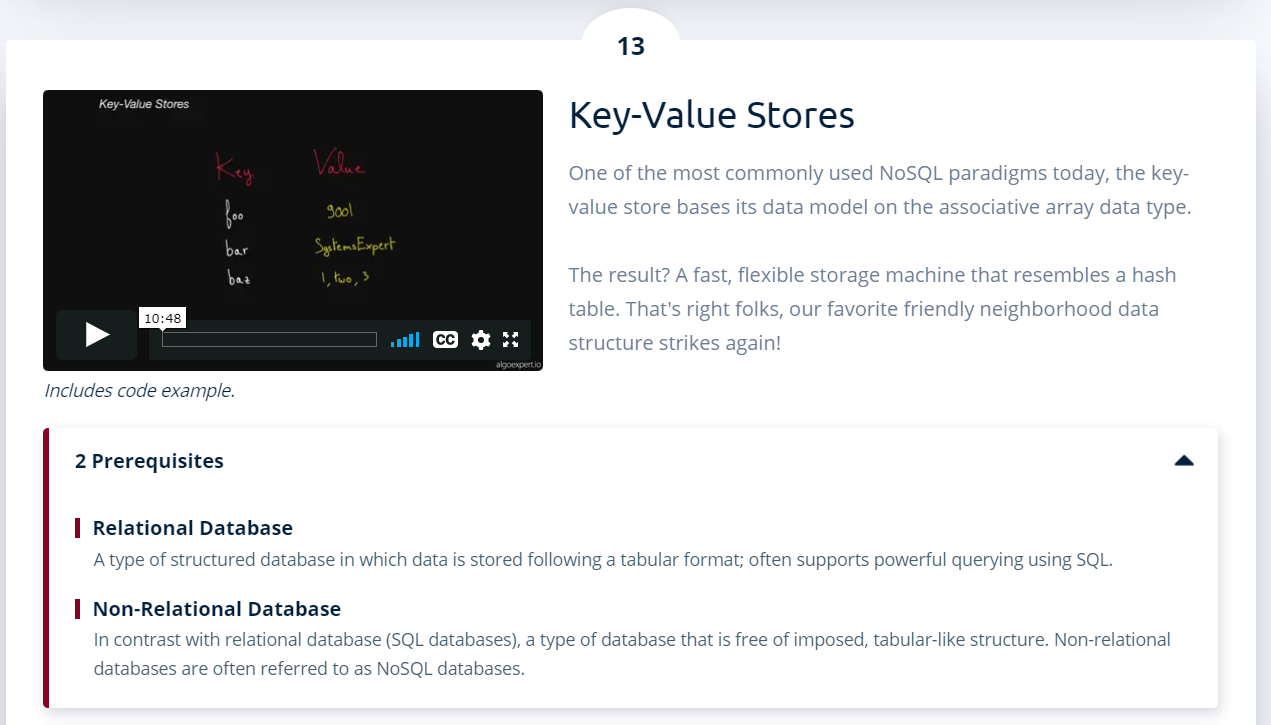 13
Key-Value Stores
Key Value
foo 9001
bar SystemsExpert
baz 1, two, 3
10:48
CC
algoexpert.io
Includes code example.
Key-Value Stores
One of the most commonly used NoSQL paradigms today, the key-
value store bases its data model on the associative array data type.
The result? A fast, flexible storage machine that resembles a hash
table. That's right folks, our favorite friendly neighborhood data
structure strikes again!
2 Prerequisites
Relational Database
A type of structured database in which data is stored following a tabular format; often supports powerful querying using SQL.
Non-Relational Database
In contrast with relational database (SQL databases), a type of database that is free of imposed, tabular-like structure. Non-relational
databases are often referred to as NoSQL databases.